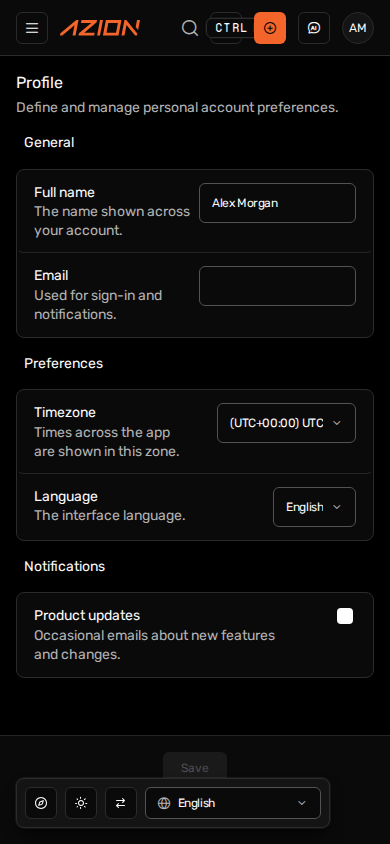 AZION
CTRL
AI
AM
Profile
Define and manage personal account preferences.
General
Full name
The name shown across
your account.
Alex Morgan
Email
Used for sign-in and
notifications.
Preferences
Timezone
Times across the app
are shown in this zone.
(UTC+00:00) UTC
Language
The interface language.
English
Notifications
Product updates
Occasional emails about new features
and changes.
Save
English